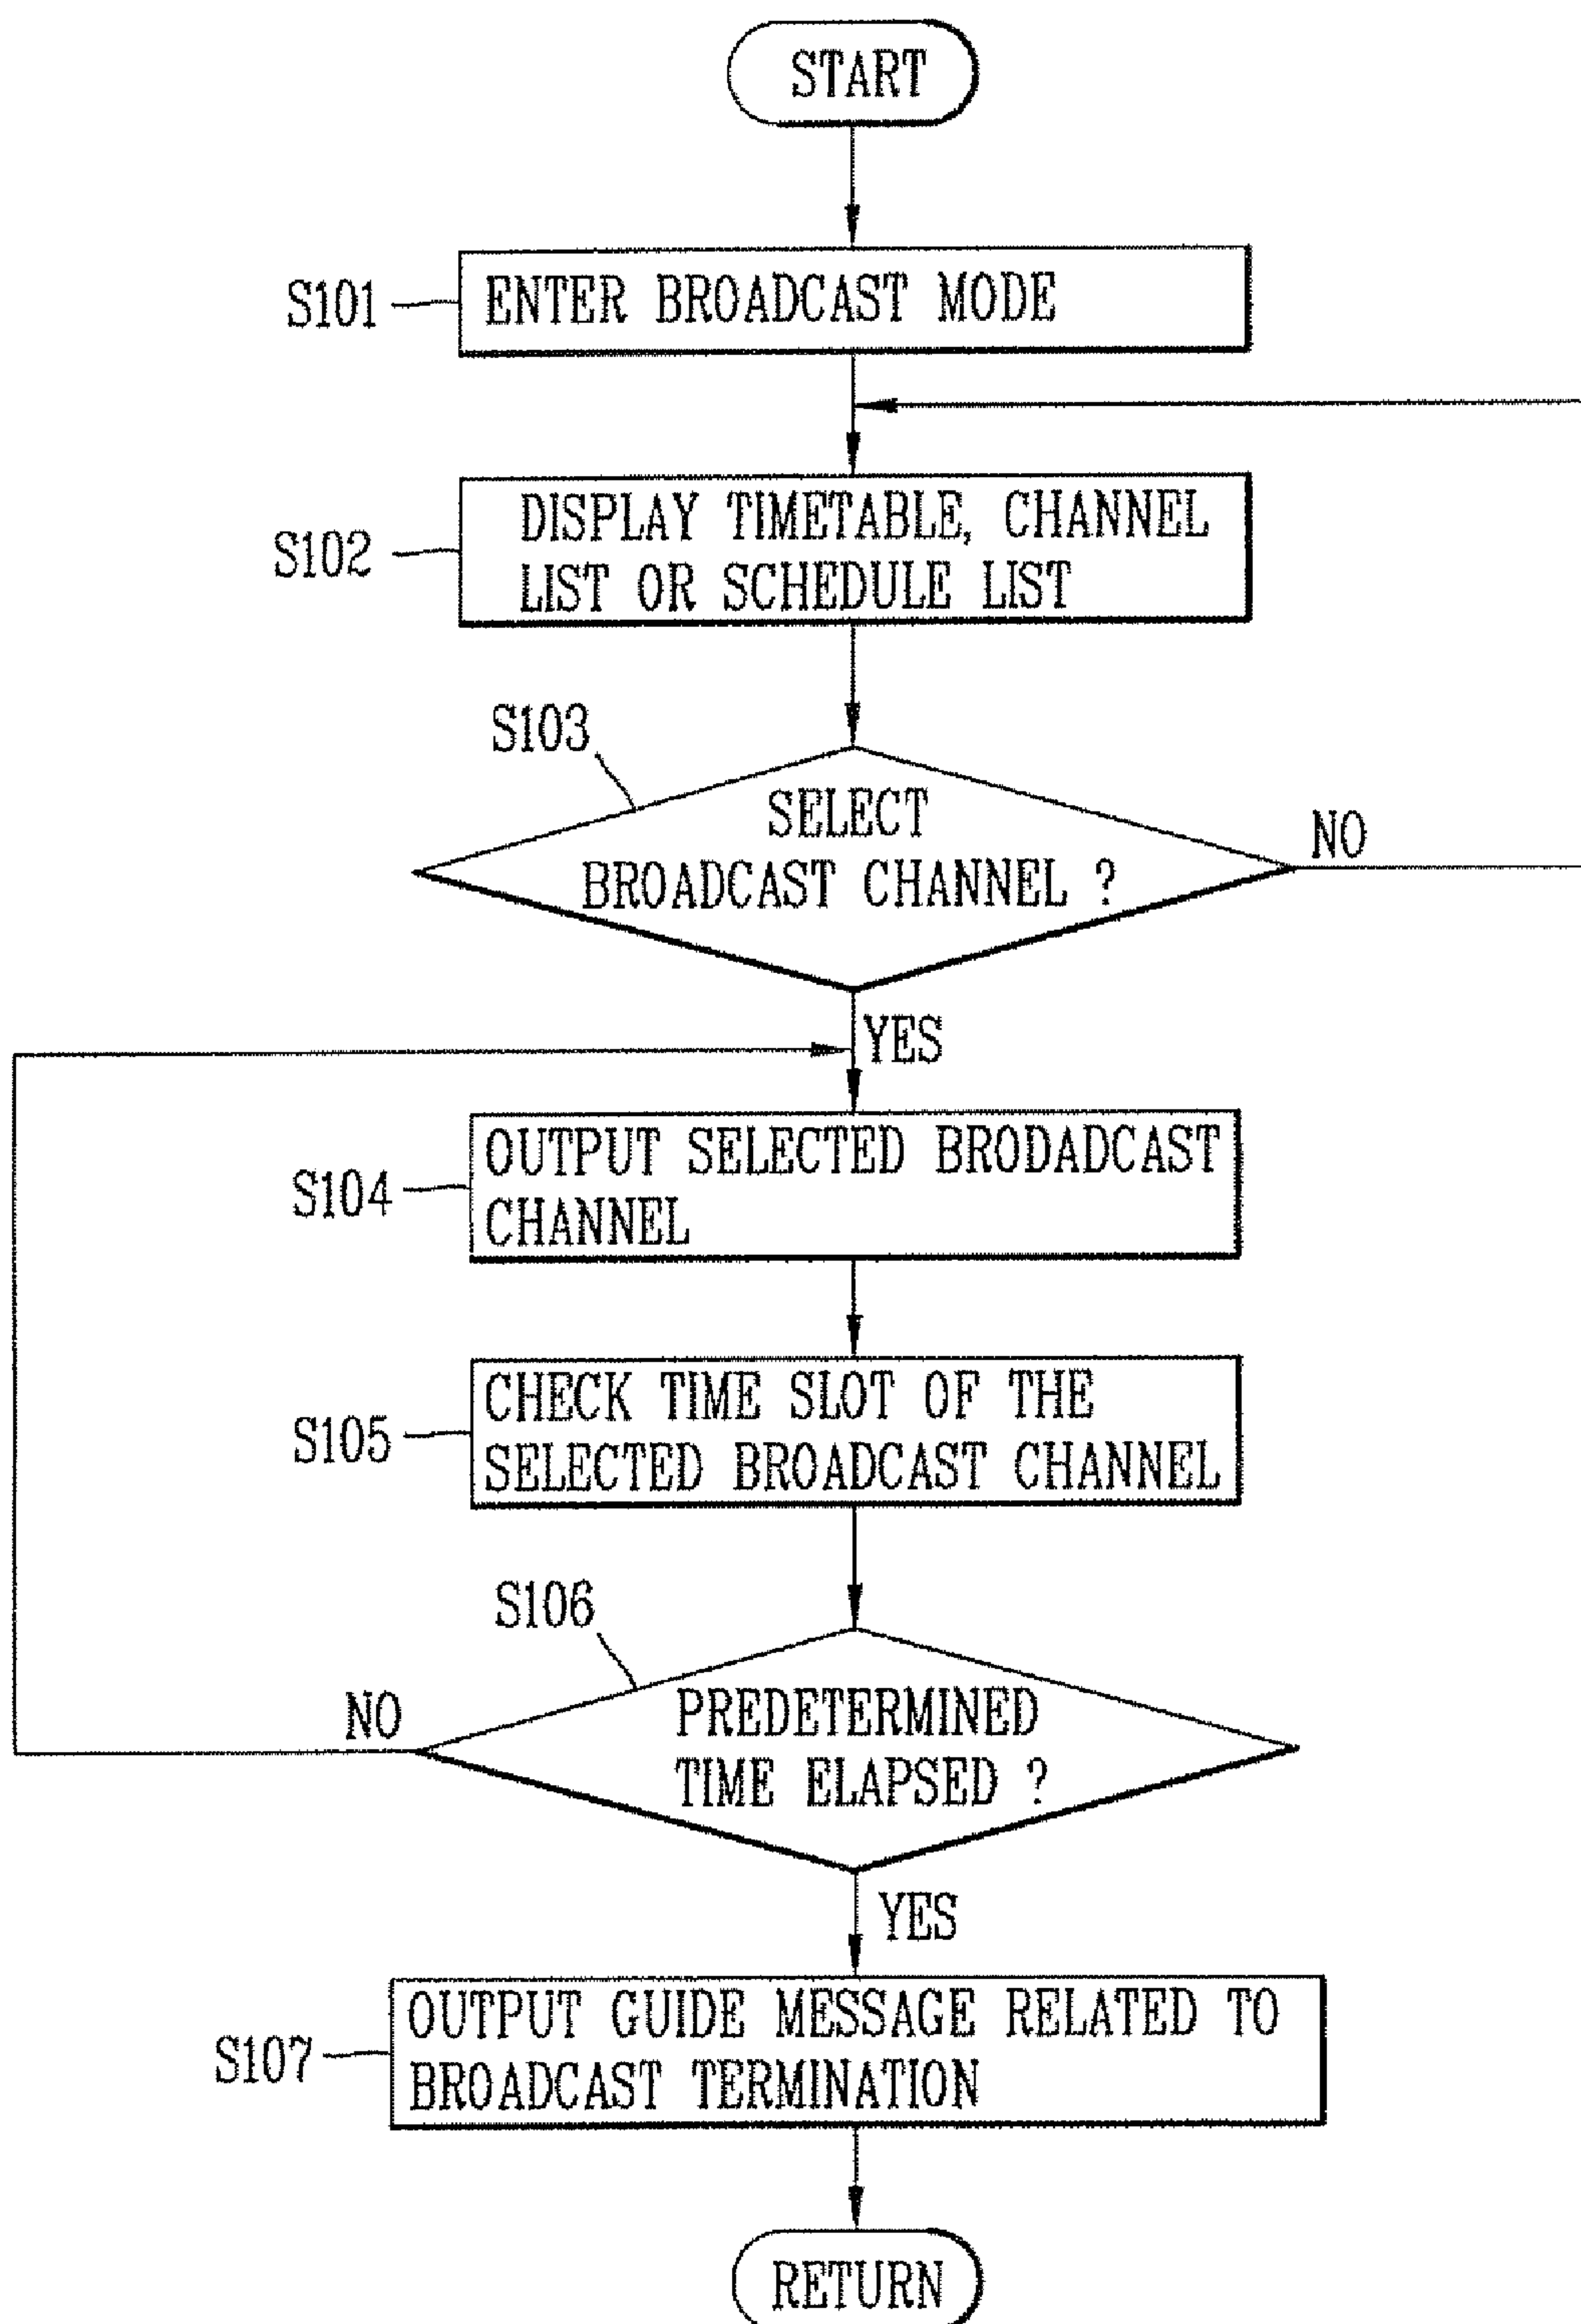 START
S101
ENTER BROADCAST MODE
S102
DISPLAY TIMETABLE, CHANNEL
LIST OR SCHEDULE LIST
S103
SELECT
BROADCAST CHANNEL ?
NO
YES
S104
OUTPUT SELECTED BRODADCAST
CHANNEL
S105
CHECK TIME SLOT OF THE
SELECTED BROADCAST CHANNEL
S106
PREDETERMINED
TIME ELAPSED ?
NO
YES
S107
OUTPUT GUIDE MESSAGE RELATED TO
BROADCAST TERMINATION
RETURN